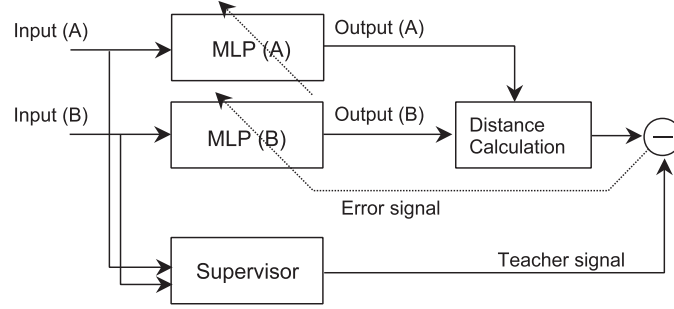 Input (A)
MLP (A)
Output (A)
Input (B)
MLP (B)
Output (B)
Distance
Calculation
Error signal
Supervisor
Teacher signal